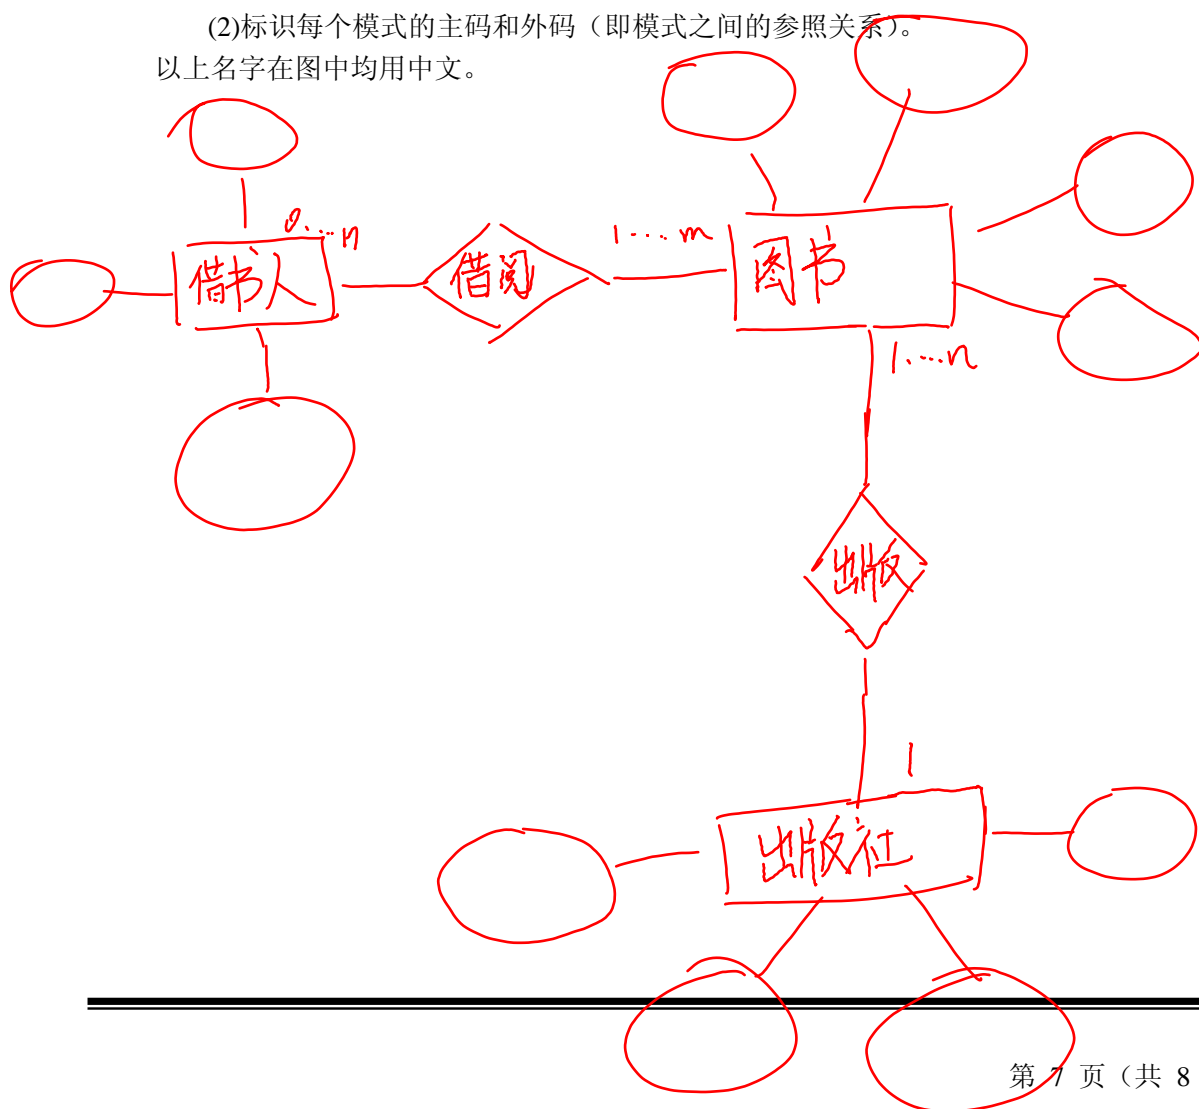 (2)标识每个模式的主码和外码（即模式之间的参照关系）。
以上名字在图中均用中文。
0....n
1....m
借书人
借阅
图书
1....n
出版
1
出版社
第 7 页（共 8